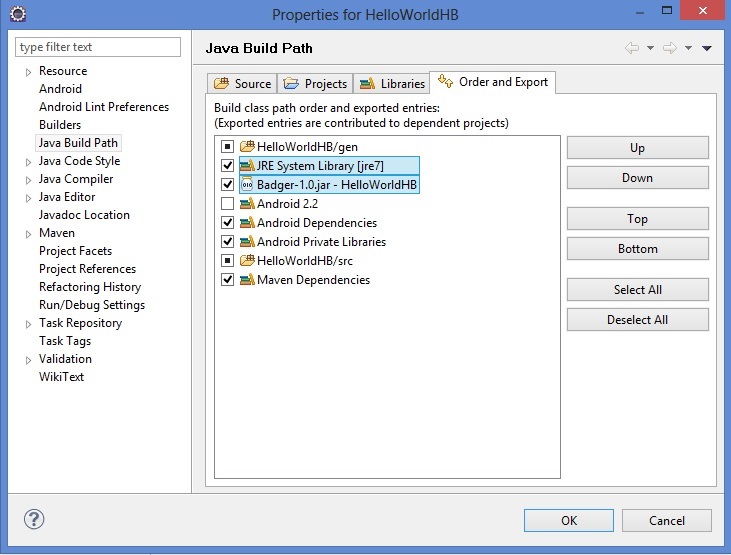 Properties for HelloWorldHB
type filter text
Resource
Android
Android Lint Preferences
Builders
Java Build Path
Java Code Style
Java Compiler
Java Editor
Javadoc Location
Maven
Project Facets
Project References
Refactoring History
Run/Debug Settings
Task Repository
Task Tags
Validation
WikiText
Java Build Path
Source
Projects
Libraries
Order and Export
Build class path order and exported entries:
(Exported entries are contributed to dependent projects)
HelloWorldHB/gen
JRE System Library [jre7]
010 Badger-1.0.jar - HelloWorldHB
Android 2.2
Android Dependencies
Android Private Libraries
HelloWorldHB/src
Maven Dependencies
Up
Down
Top
Bottom
Select All
Deselect All
?
OK
Cancel